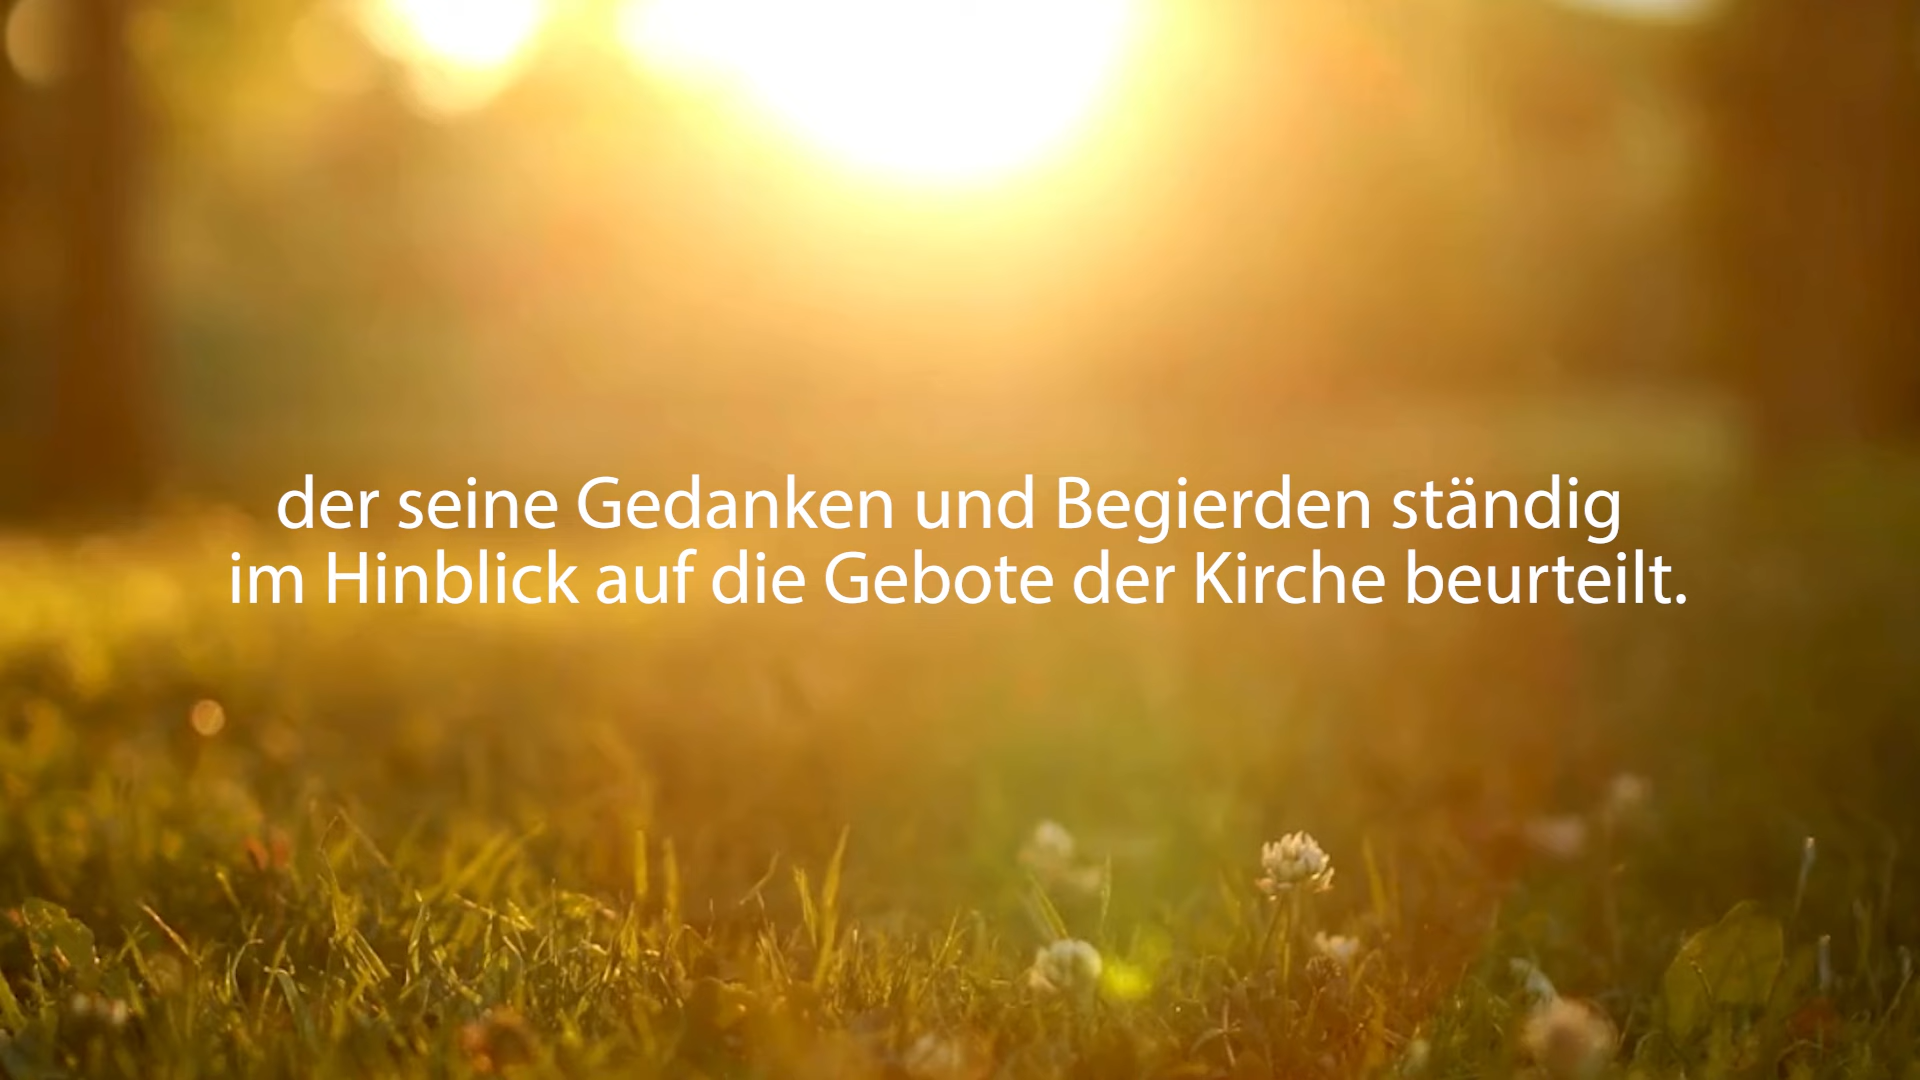 der seine Gedanken und Begierden ständig
im Hinblick auf die Gebote der Kirche beurteilt.